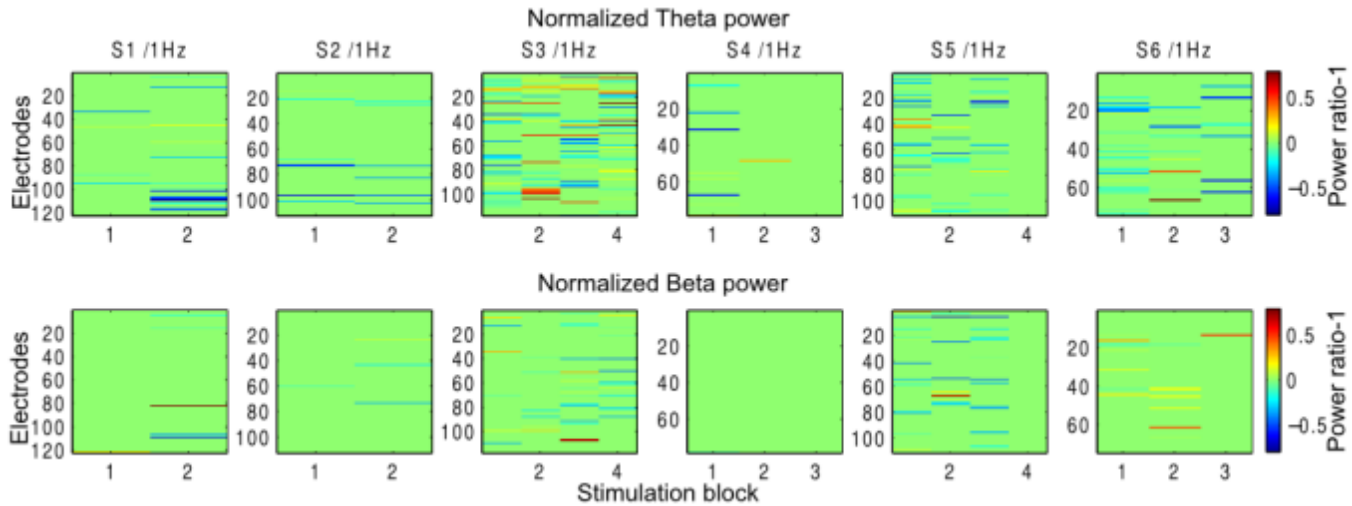 Normalized Theta power
S1 /1Hz S2 /1Hz S3 /1Hz S4 /1Hz S5 /1Hz S6 /1Hz
Electrodes
20 40 60 80 100 120
1 2
20 40 60 80 100
1 2
20 40 60 80 100
2 4
20 40 60
1 2 3
20 40 60 80 100
2 4
20 40 60
1 2 3
0.5 0 −0.5
Power ratio-1
Normalized Beta power
Electrodes
20 40 60 80 100 120
1 2
20 40 60 80 100
1 2
20 40 60 80 100
2 4
20 40 60
1 2 3
20 40 60 80 100
2 4
20 40 60
1 2 3
0.5 0 −0.5
Power ratio-1
Stimulation block